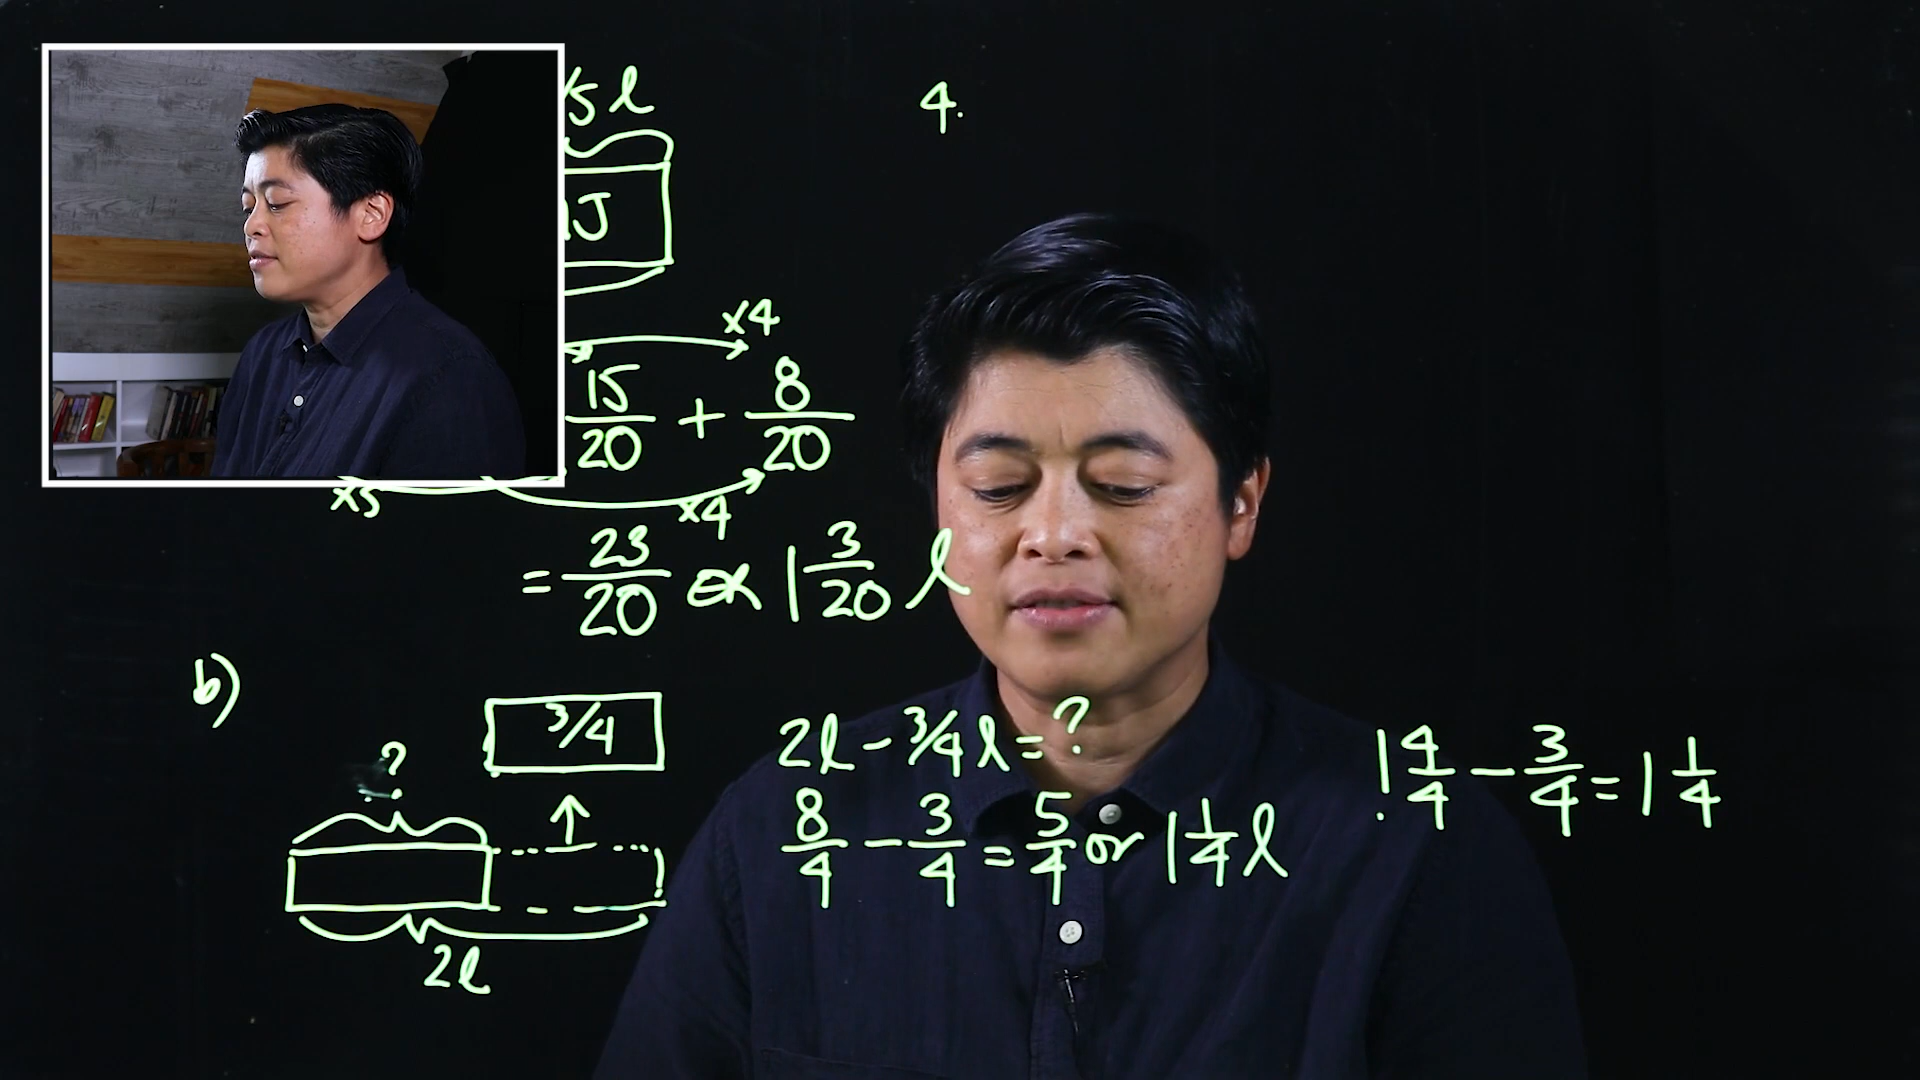 /5 l
4.
J
x4
15/20 + 8/20
x5
x4
= 23/20 or 1 3/20 l
b)
3/4
?
2l - 3/4 l = ?
1 4/4 - 3/4 = 1 1/4
8/4 - 3/4 = 5/4 or 1 1/4 l
2l